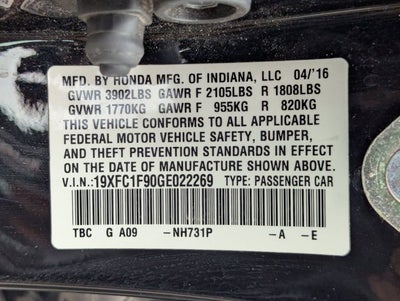 MFD. BY HONDA MFG. OF INDIANA, LLC 04/'16
GVWR 3902LBS GAWR F 2105LBS R 1808LBS
GVWR 1770KG GAWR F 955KG R 820KG
THIS VEHICLE CONFORMS TO ALL APPLICABLE
FEDERAL MOTOR VEHICLE SAFETY, BUMPER,
AND THEFT PREVENTION STANDARDS IN EFFECT
ON THE DATE OF MANUFACTURE SHOWN ABOVE.
V.I.N.:19XFC1F90GE022269 TYPE: PASSENGER CAR
TBC G A09 -NH731P -A -E